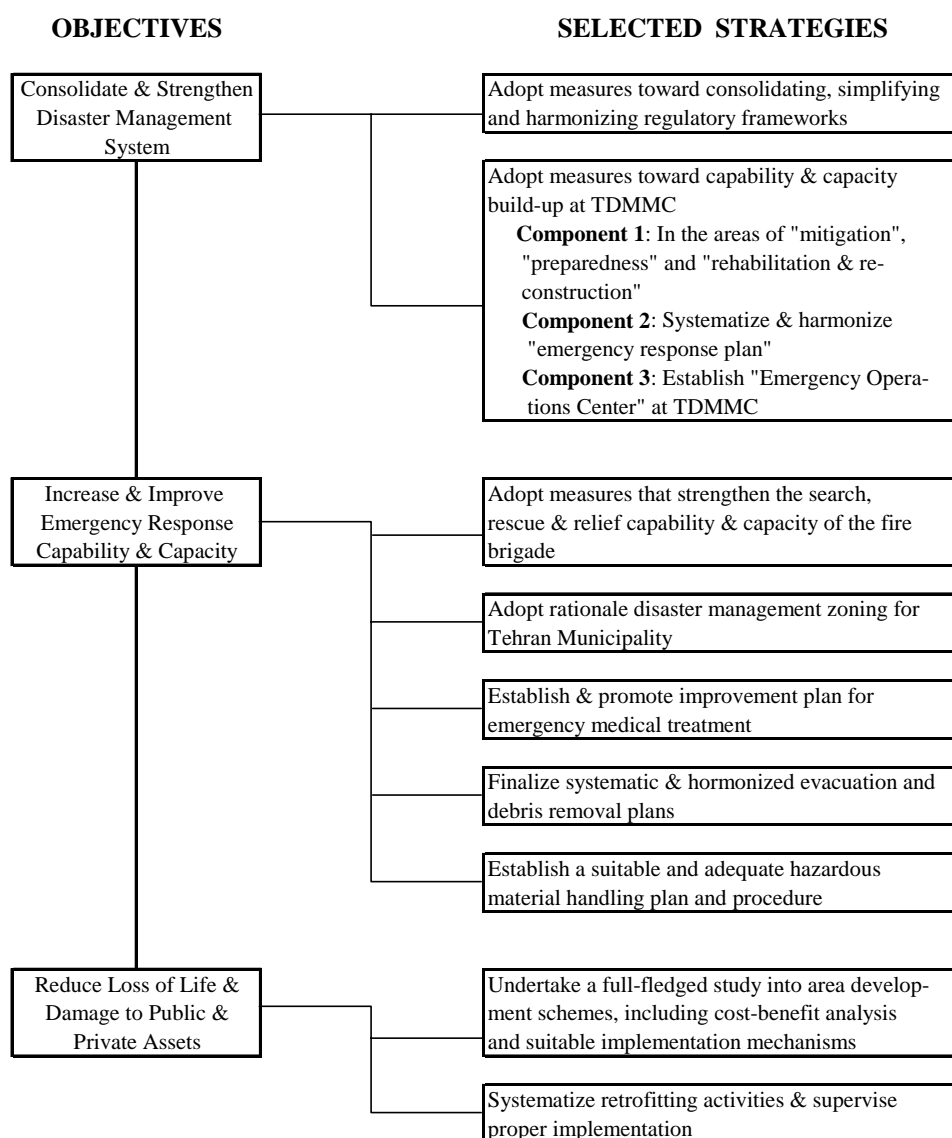 OBJECTIVES
SELECTED STRATEGIES
Consolidate & Strengthen
Disaster Management
System
Adopt measures toward consolidating, simplifying
and harmonizing regulatory frameworks
Adopt measures toward capability & capacity
build-up at TDMMC
Component 1: In the areas of "mitigation",
"preparedness" and "rehabilitation & re-
construction"
Component 2: Systematize & harmonize
"emergency response plan"
Component 3: Establish "Emergency Opera-
tions Center" at TDMMC
Increase & Improve
Emergency Response
Capability & Capacity
Adopt measures that strengthen the search,
rescue & relief capability & capacity of the fire
brigade
Adopt rationale disaster management zoning for
Tehran Municipality
Establish & promote improvement plan for
emergency medical treatment
Finalize systematic & hormonized evacuation and
debris removal plans
Establish a suitable and adequate hazardous
material handling plan and procedure
Reduce Loss of Life &
Damage to Public &
Private Assets
Undertake a full-fledged study into area develop-
ment schemes, including cost-benefit analysis
and suitable implementation mechanisms
Systematize retrofitting activities & supervise
proper implementation